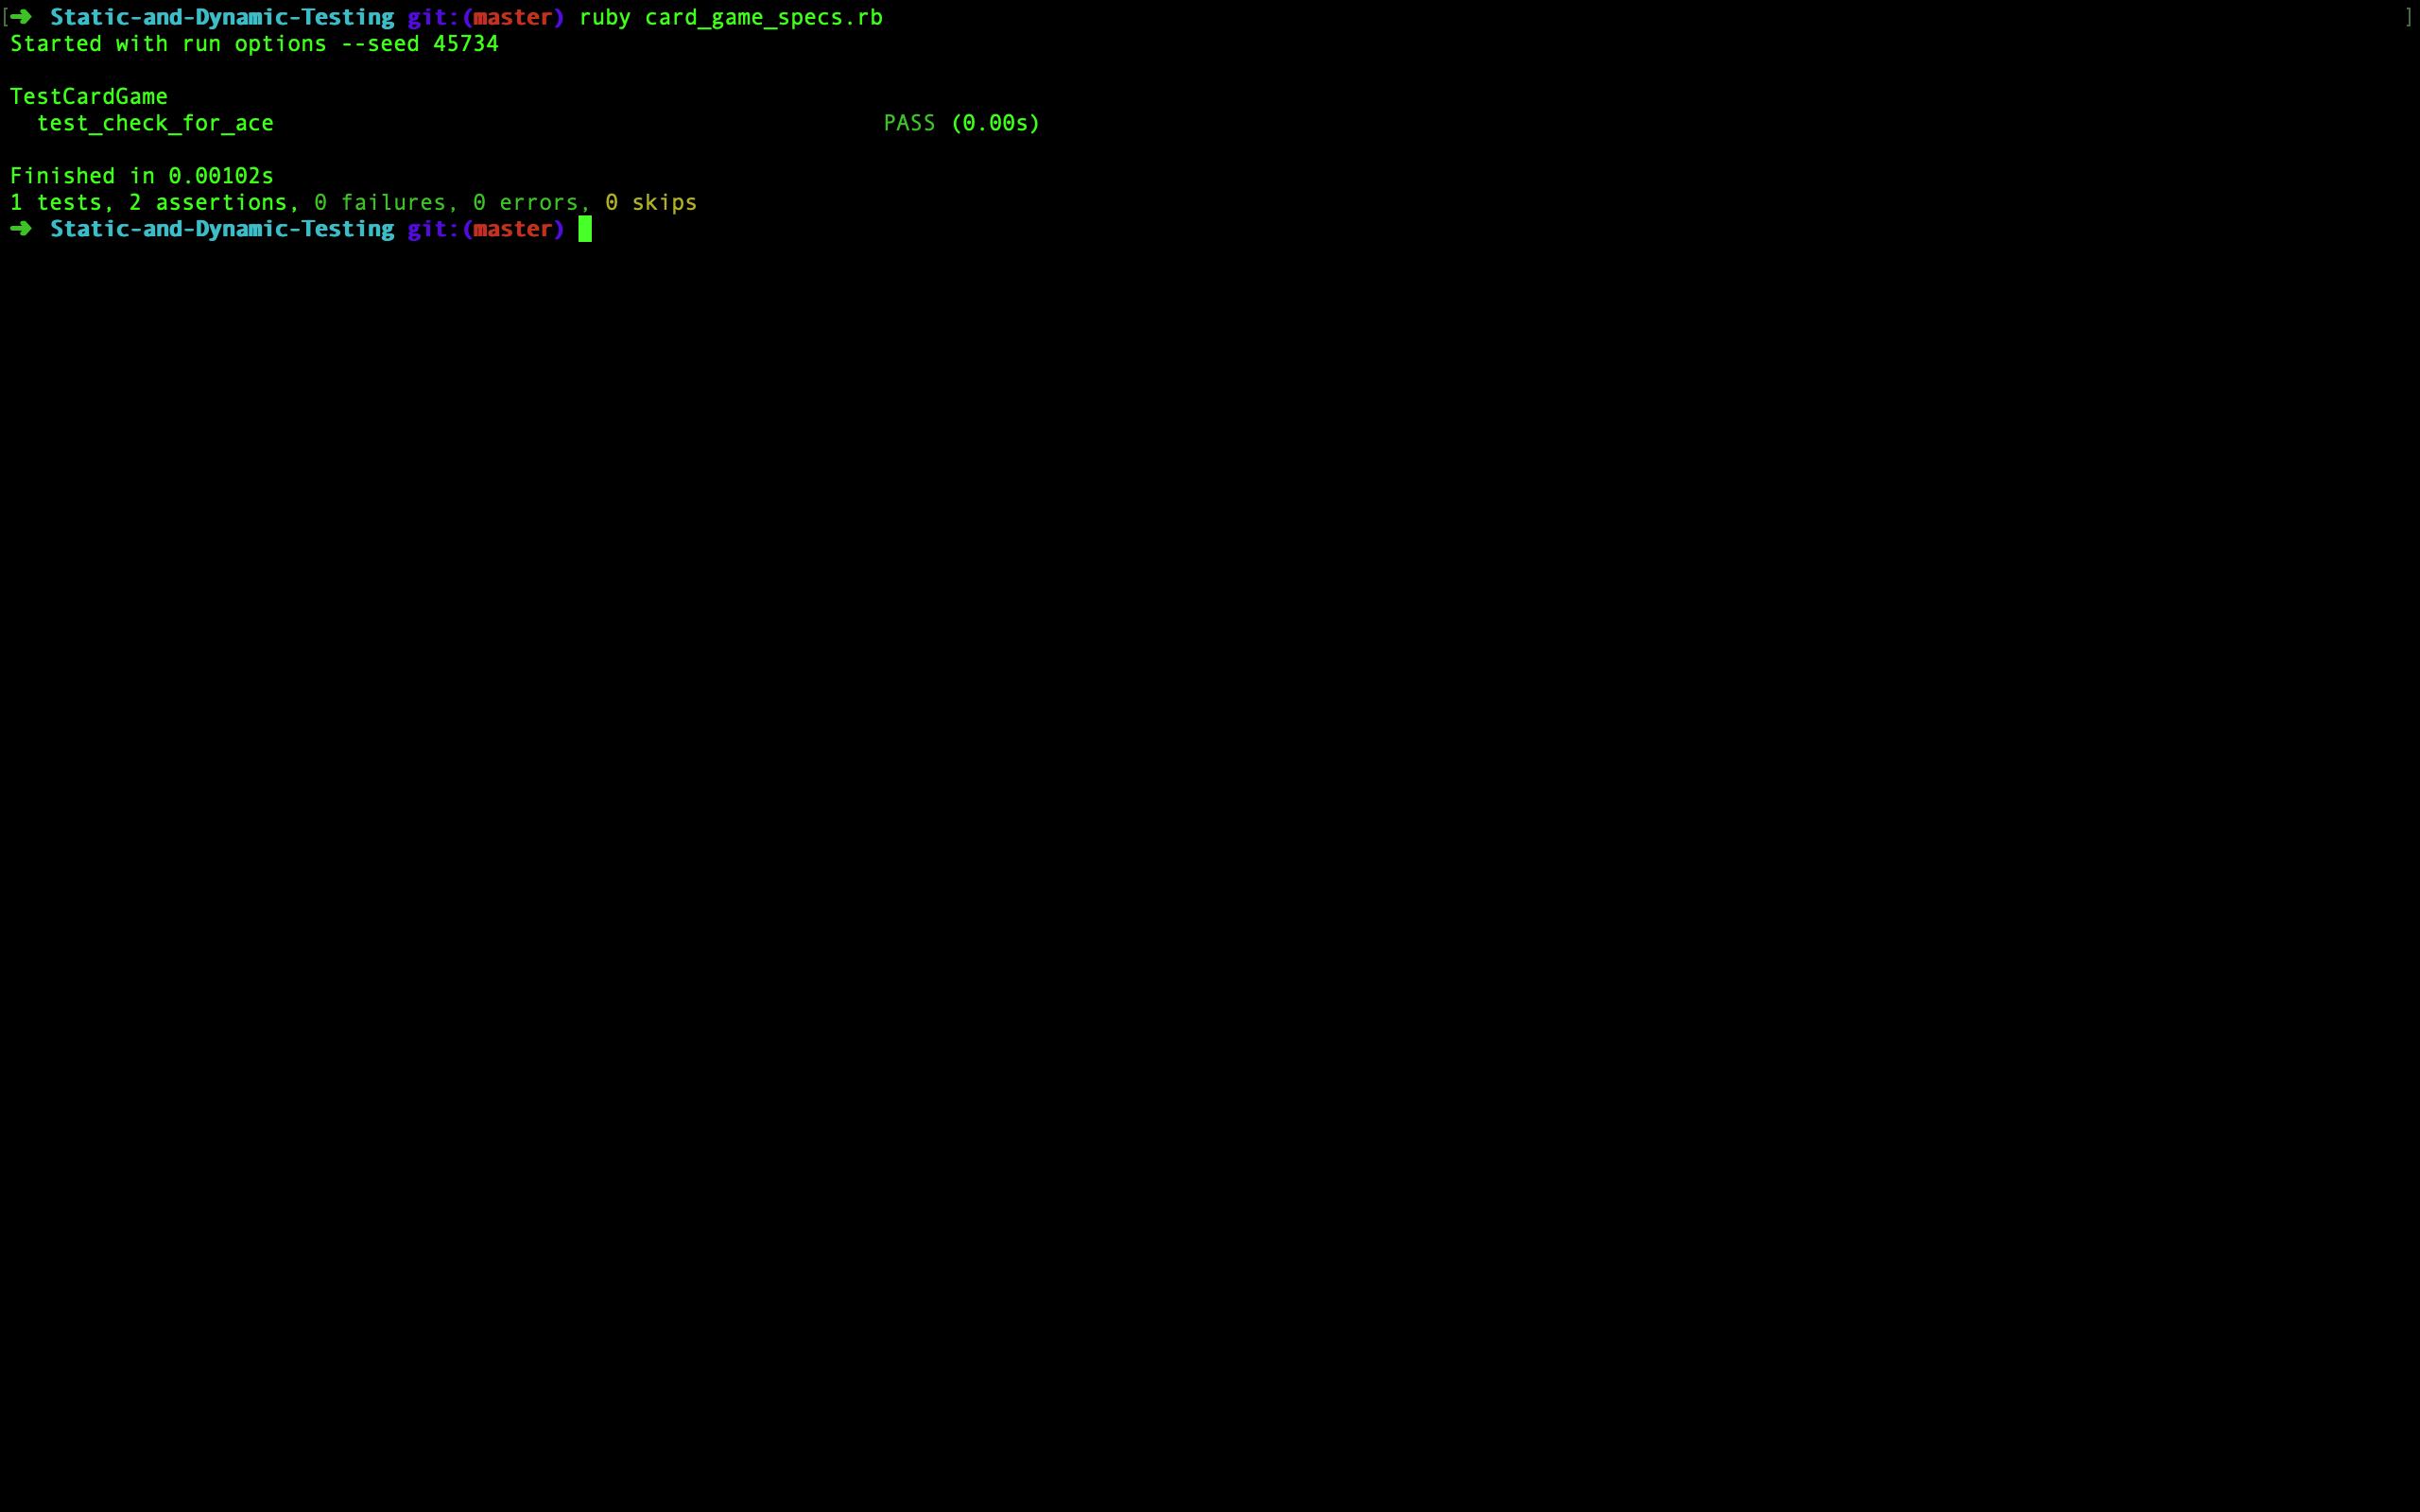 [➜ Static-and-Dynamic-Testing git:(master) ruby card_game_specs.rb ]
Started with run options --seed 45734
TestCardGame
test_check_for_ace PASS (0.00s)
Finished in 0.00102s
1 tests, 2 assertions, 0 failures, 0 errors, 0 skips
➜ Static-and-Dynamic-Testing git:(master)